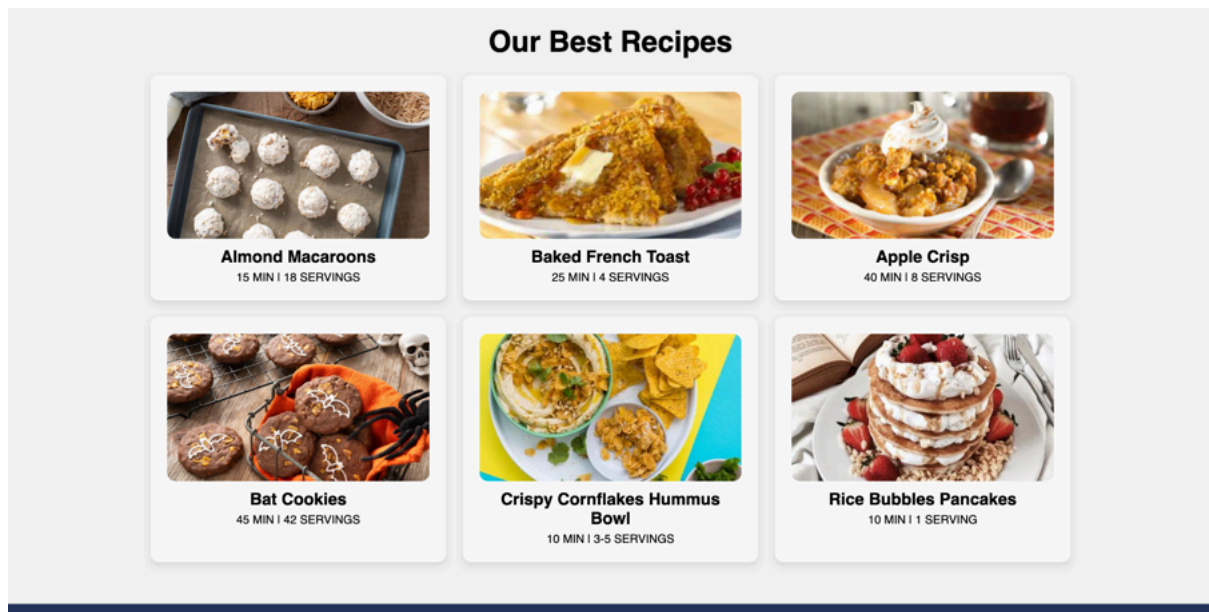 Our Best Recipes
Almond Macaroons
15 MIN | 18 SERVINGS
Baked French Toast
25 MIN | 4 SERVINGS
Apple Crisp
40 MIN | 8 SERVINGS
Bat Cookies
45 MIN | 42 SERVINGS
Crispy Cornflakes Hummus
Bowl
10 MIN | 3-5 SERVINGS
Rice Bubbles Pancakes
10 MIN | 1 SERVING